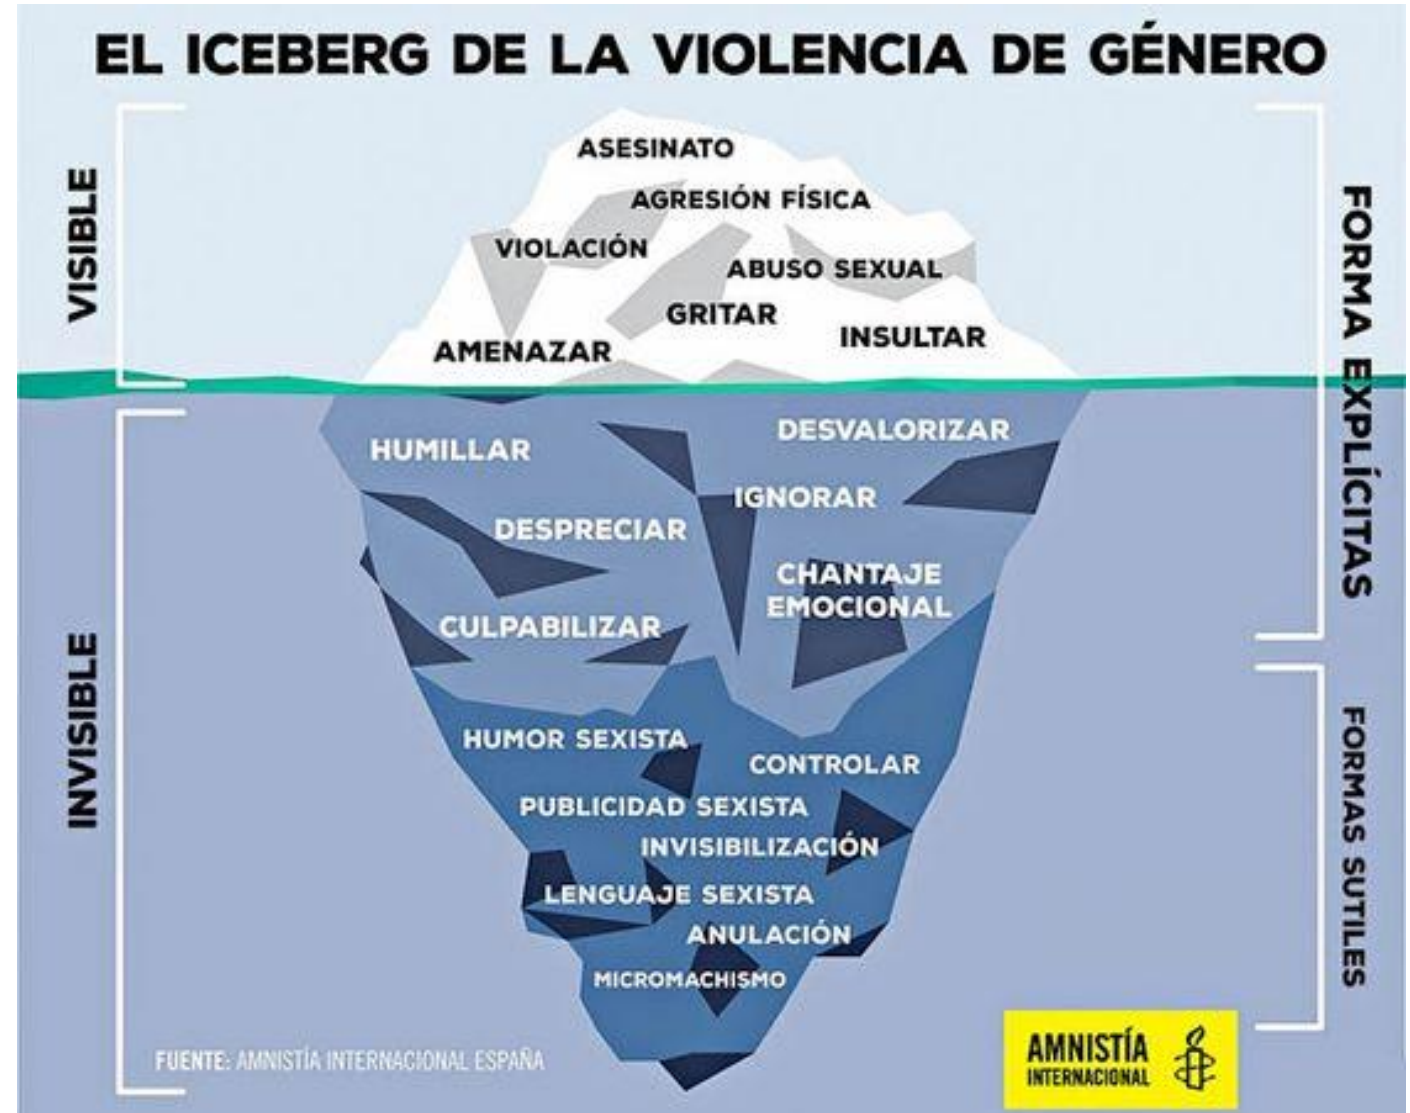 EL ICEBERG DE LA VIOLENCIA DE GÉNERO
VISIBLE
ASESINATO
AGRESIÓN FÍSICA
VIOLACIÓN
ABUSO SEXUAL
GRITAR
INSULTAR
AMENAZAR
FORMA EXPLÍCITAS
INVISIBLE
DESVALORIZAR
HUMILLAR
IGNORAR
DESPRECIAR
CHANTAJE
EMOCIONAL
CULPABILIZAR
FORMAS SUTILES
HUMOR SEXISTA
CONTROLAR
PUBLICIDAD SEXISTA
INVISIBILIZACIÓN
LENGUAJE SEXISTA
ANULACIÓN
MICROMACHISMO
FUENTE: AMNISTÍA INTERNACIONAL ESPAÑA
AMNISTÍA
INTERNACIONAL